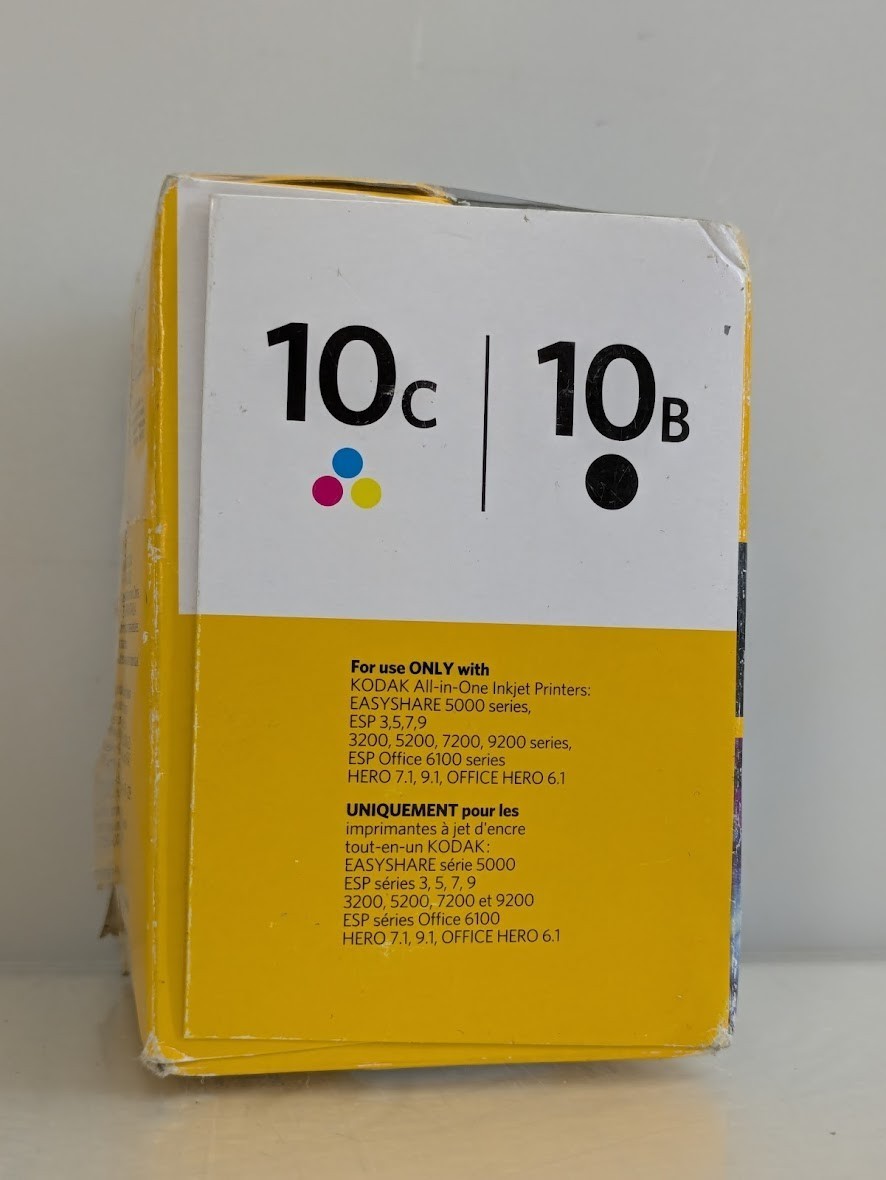 10C | 10B
For use ONLY with
KODAK All-in-One Inkjet Printers:
EASYSHARE 5000 series,
ESP 3,5,7,9
3200, 5200, 7200, 9200 series,
ESP Office 6100 series
HERO 7.1, 9.1, OFFICE HERO 6.1
UNIQUEMENT pour les
imprimantes à jet d'encre
tout-en-un KODAK:
EASYSHARE série 5000
ESP séries 3, 5, 7, 9
3200, 5200, 7200 et 9200
ESP séries Office 6100
HERO 7.1, 9.1, OFFICE HERO 6.1